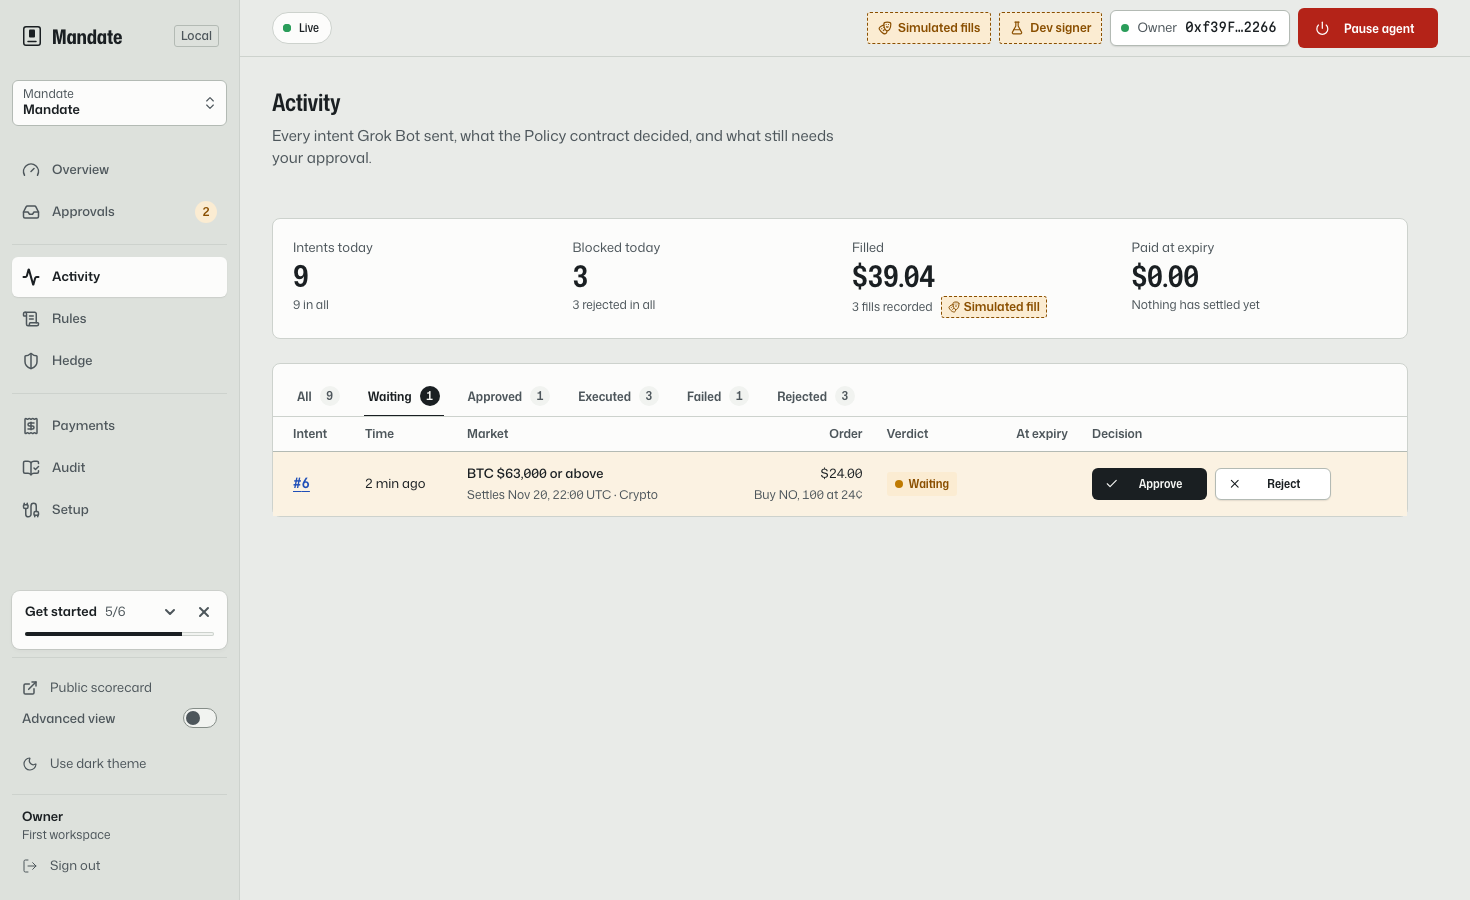 Mandate
Local
Mandate
Mandate
Overview
Approvals 2
Activity
Rules
Hedge
Payments
Audit
Setup
Get started 5/6
Public scorecard
Advanced view
Use dark theme
Owner
First workspace
Sign out
Live
Simulated fills
Dev signer
Owner 0xf39F…2266
Pause agent
Activity
Every intent Grok Bot sent, what the Policy contract decided, and what still needs
your approval.
Intents today
9
9 in all
Blocked today
3
3 rejected in all
Filled
$39.04
3 fills recorded Simulated fill
Paid at expiry
$0.00
Nothing has settled yet
All 9 Waiting 1 Approved 1 Executed 3 Failed 1 Rejected 3
Intent Time Market Order Verdict At expiry Decision
#6 2 min ago
BTC $63,000 or above
Settles Nov 20, 22:00 UTC · Crypto
$24.00
Buy NO, 100 at 24¢
Waiting
Approve
Reject